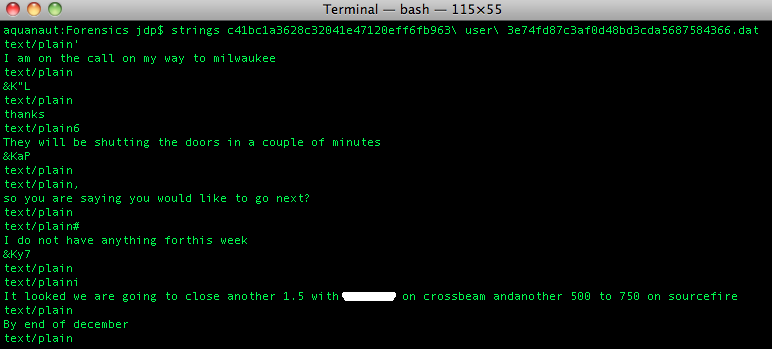 Terminal — bash — 115×55
aquanaut:Forensics jdp$ strings c41bc1a3628c32041e47120eff6fb963\ user\ 3e74fd87c3af0d48bd3cda5687584366.dat
text/plain'
I am on the call on my way to milwaukee
text/plain
&K"L
text/plain
thanks
text/plain6
They will be shutting the doors in a couple of minutes
&KaP
text/plain
text/plain,
so you are saying you would like to go next?
text/plain
text/plain#
I do not have anything forthis week
&Ky7
text/plain
text/plaini
It looked we are going to close another 1.5 with on crossbeam andanother 500 to 750 on sourcefire
text/plain
By end of december
text/plain